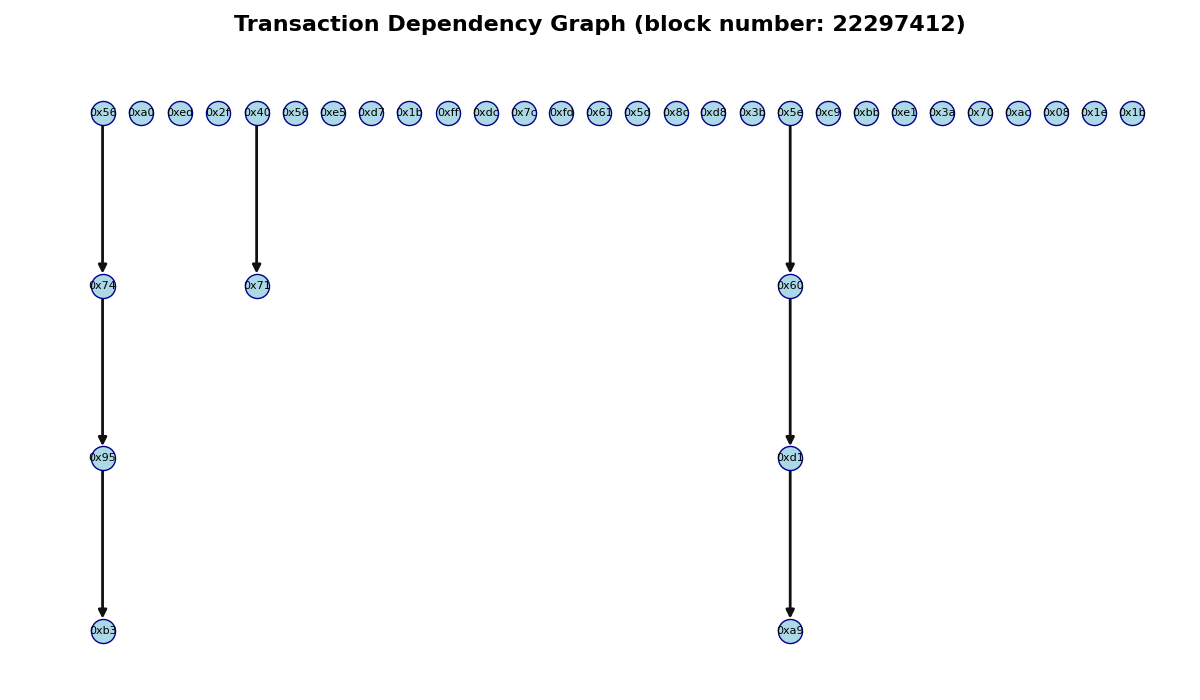 Transaction Dependency Graph (block number: 22297412)
0x56 0xa0 0xed 0x2f 0x40 0x56 0xe5 0xd7 0x1b 0xff 0xdc 0x7c 0xfd 0x61 0x5c 0x8c 0xd8 0x3b 0x5e 0xc9 0xbb 0xe1 0x3a 0x70 0xac 0x08 0x1e 0x1b
0x74 0x71 0x60
0x95 0xd1
0xb3 0xa9